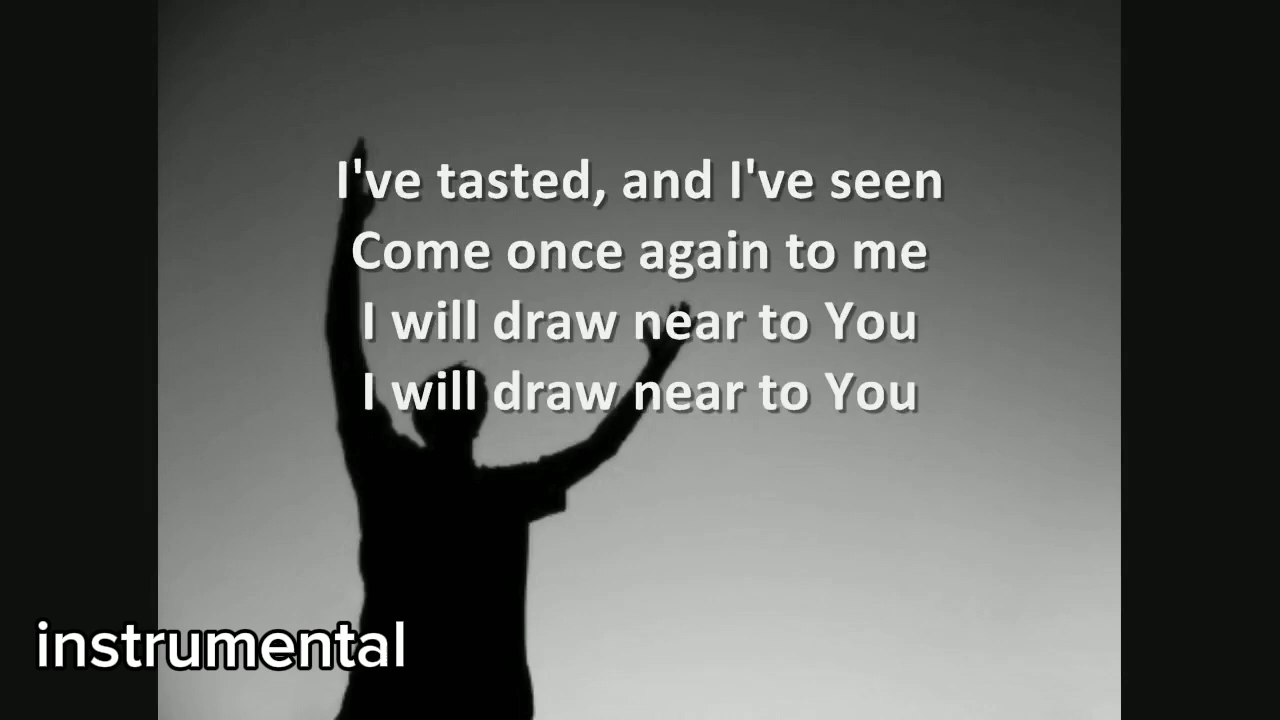 I've tasted, and I've seen
Come once again to me
I will draw near to You
I will draw near to You
instrumental